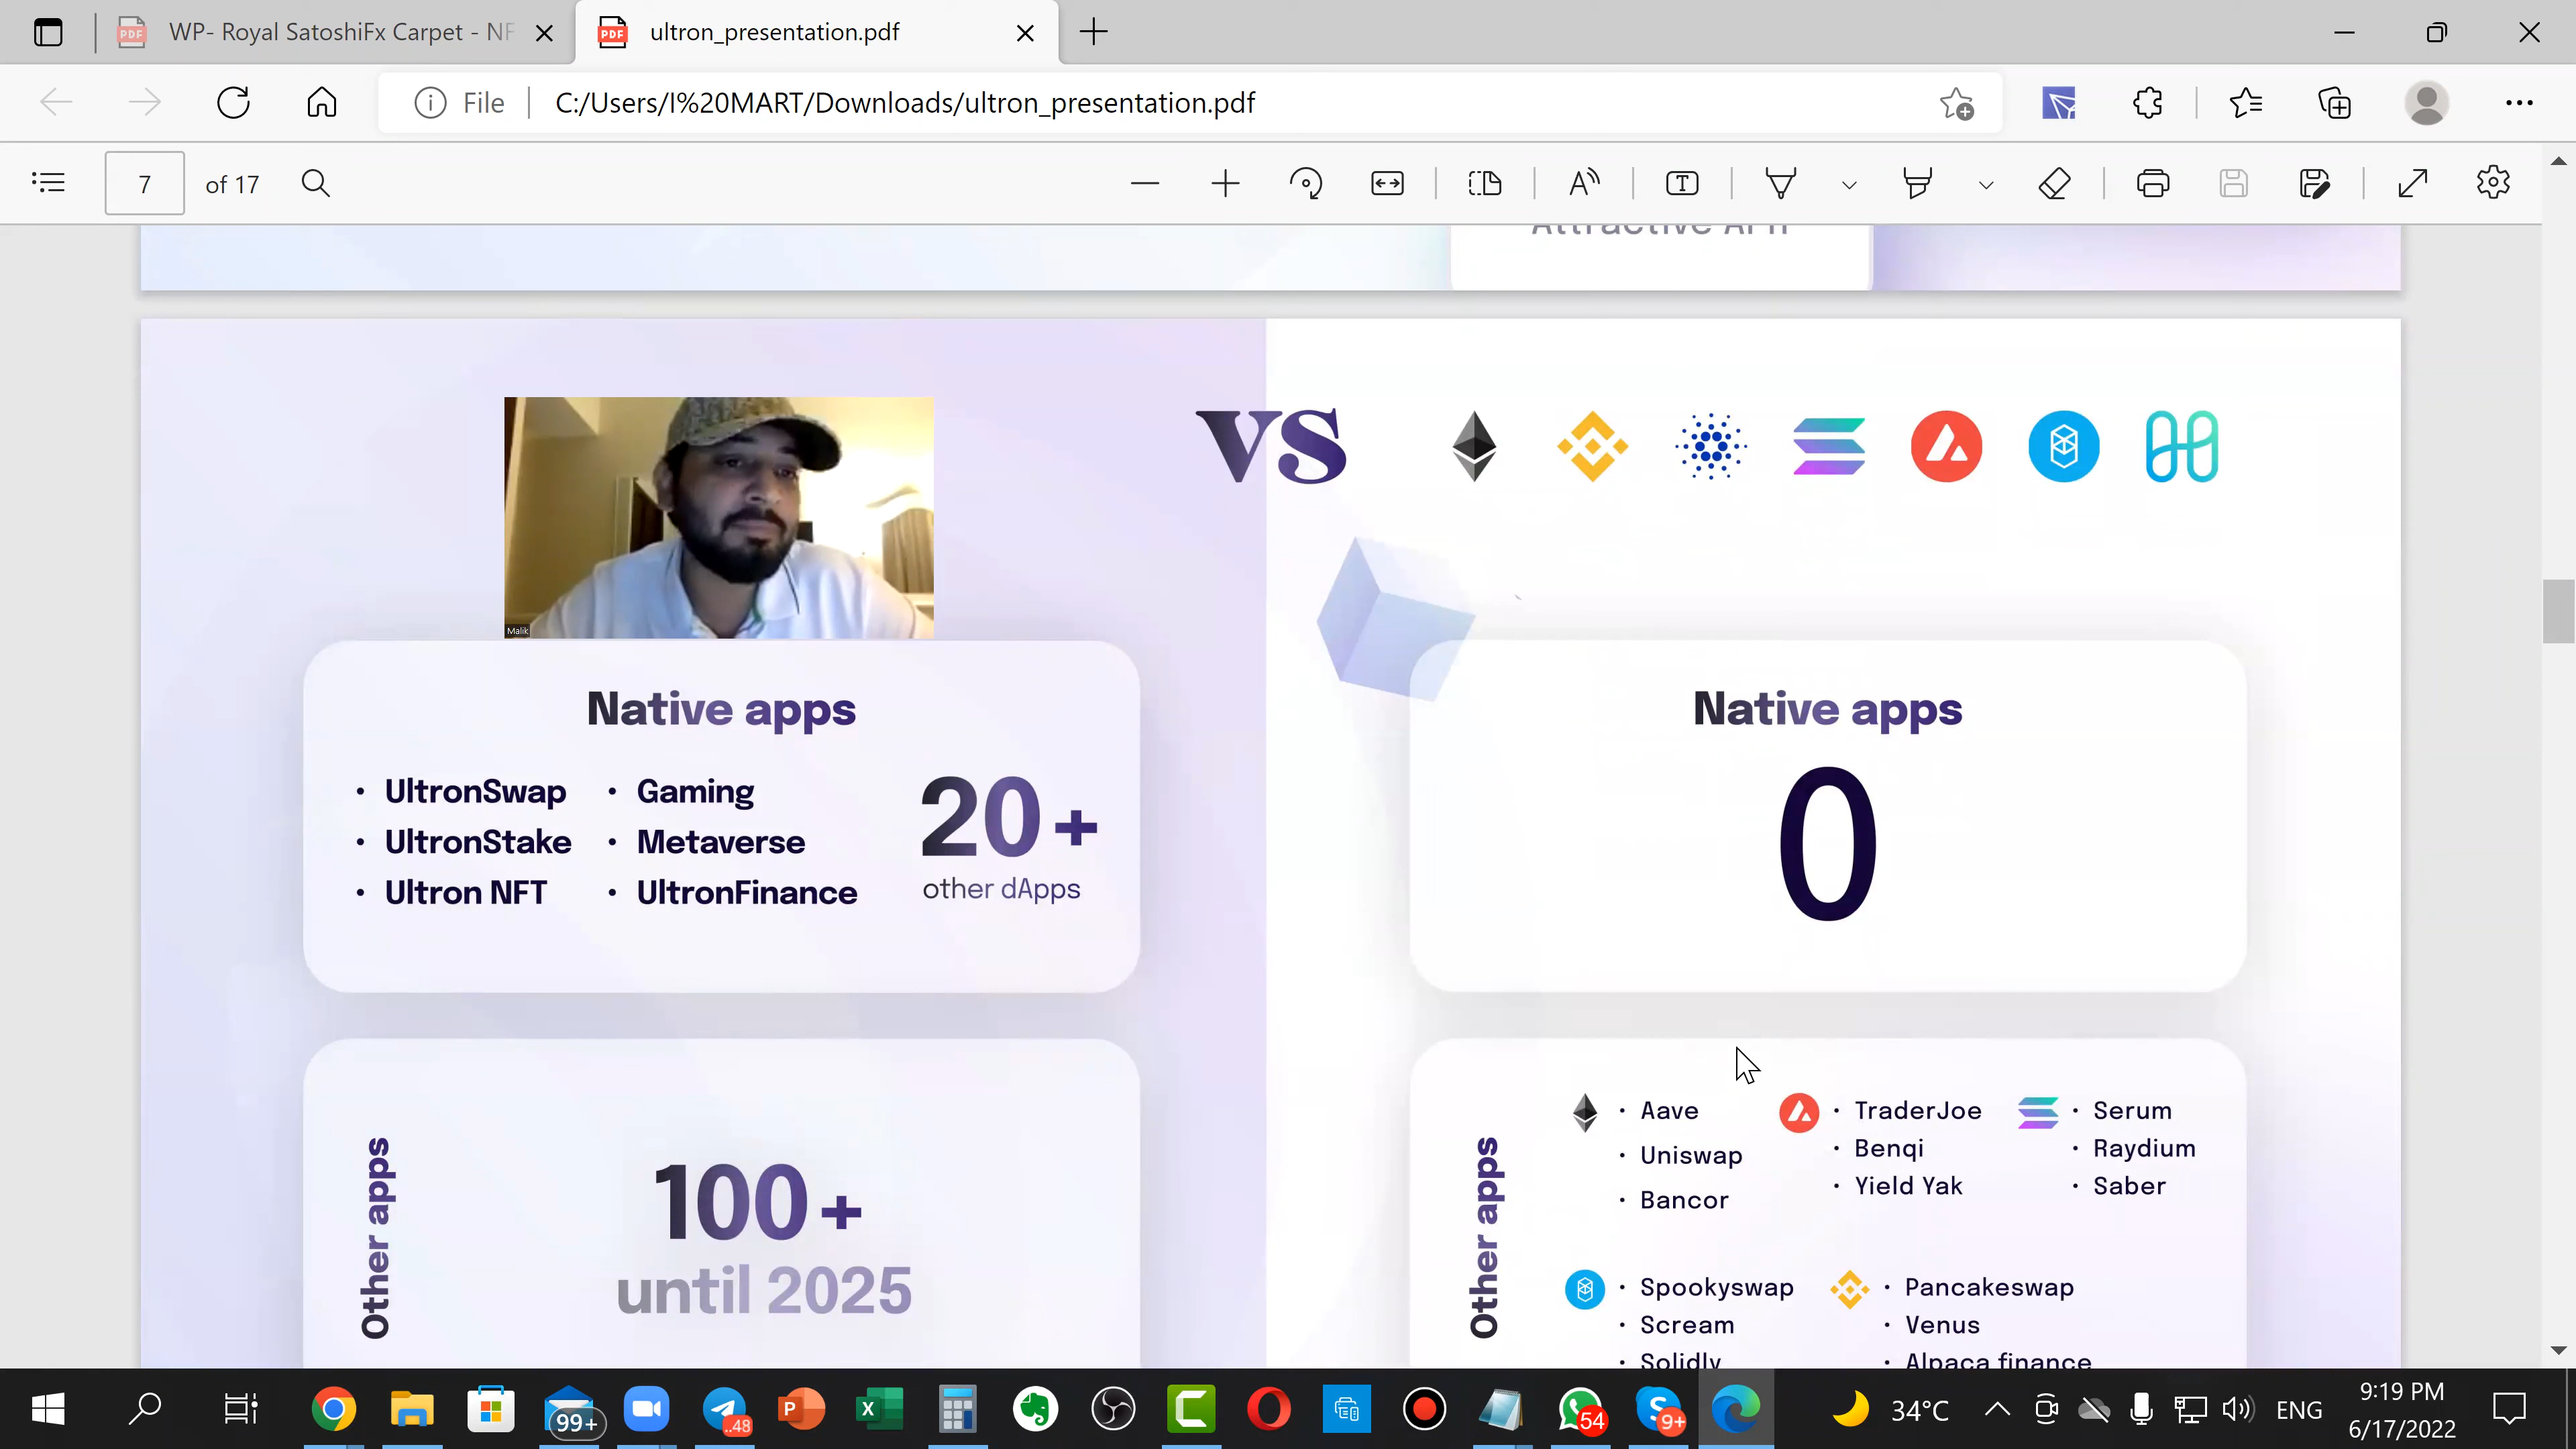 WP- Royal SatoshiFx Carpet - NF
ultron_presentation.pdf
File
C:/Users/I%20MART/Downloads/ultron_presentation.pdf
7
of 17
Attractive APR
Malik
VS
Native apps
• UltronSwap
• UltronStake
• Ultron NFT
• Gaming
• Metaverse
• UltronFinance
20+
other dApps
Native apps
0
Other apps
100+
until 2025
Other apps
• Aave
• Uniswap
• Bancor
• TraderJoe
• Benqi
• Yield Yak
• Serum
• Raydium
• Saber
• Spookyswap
• Scream
• Solidly
• Pancakeswap
• Venus
• Alpaca finance
99+
..48
54
9+
34°C
ENG
9:19 PM
6/17/2022